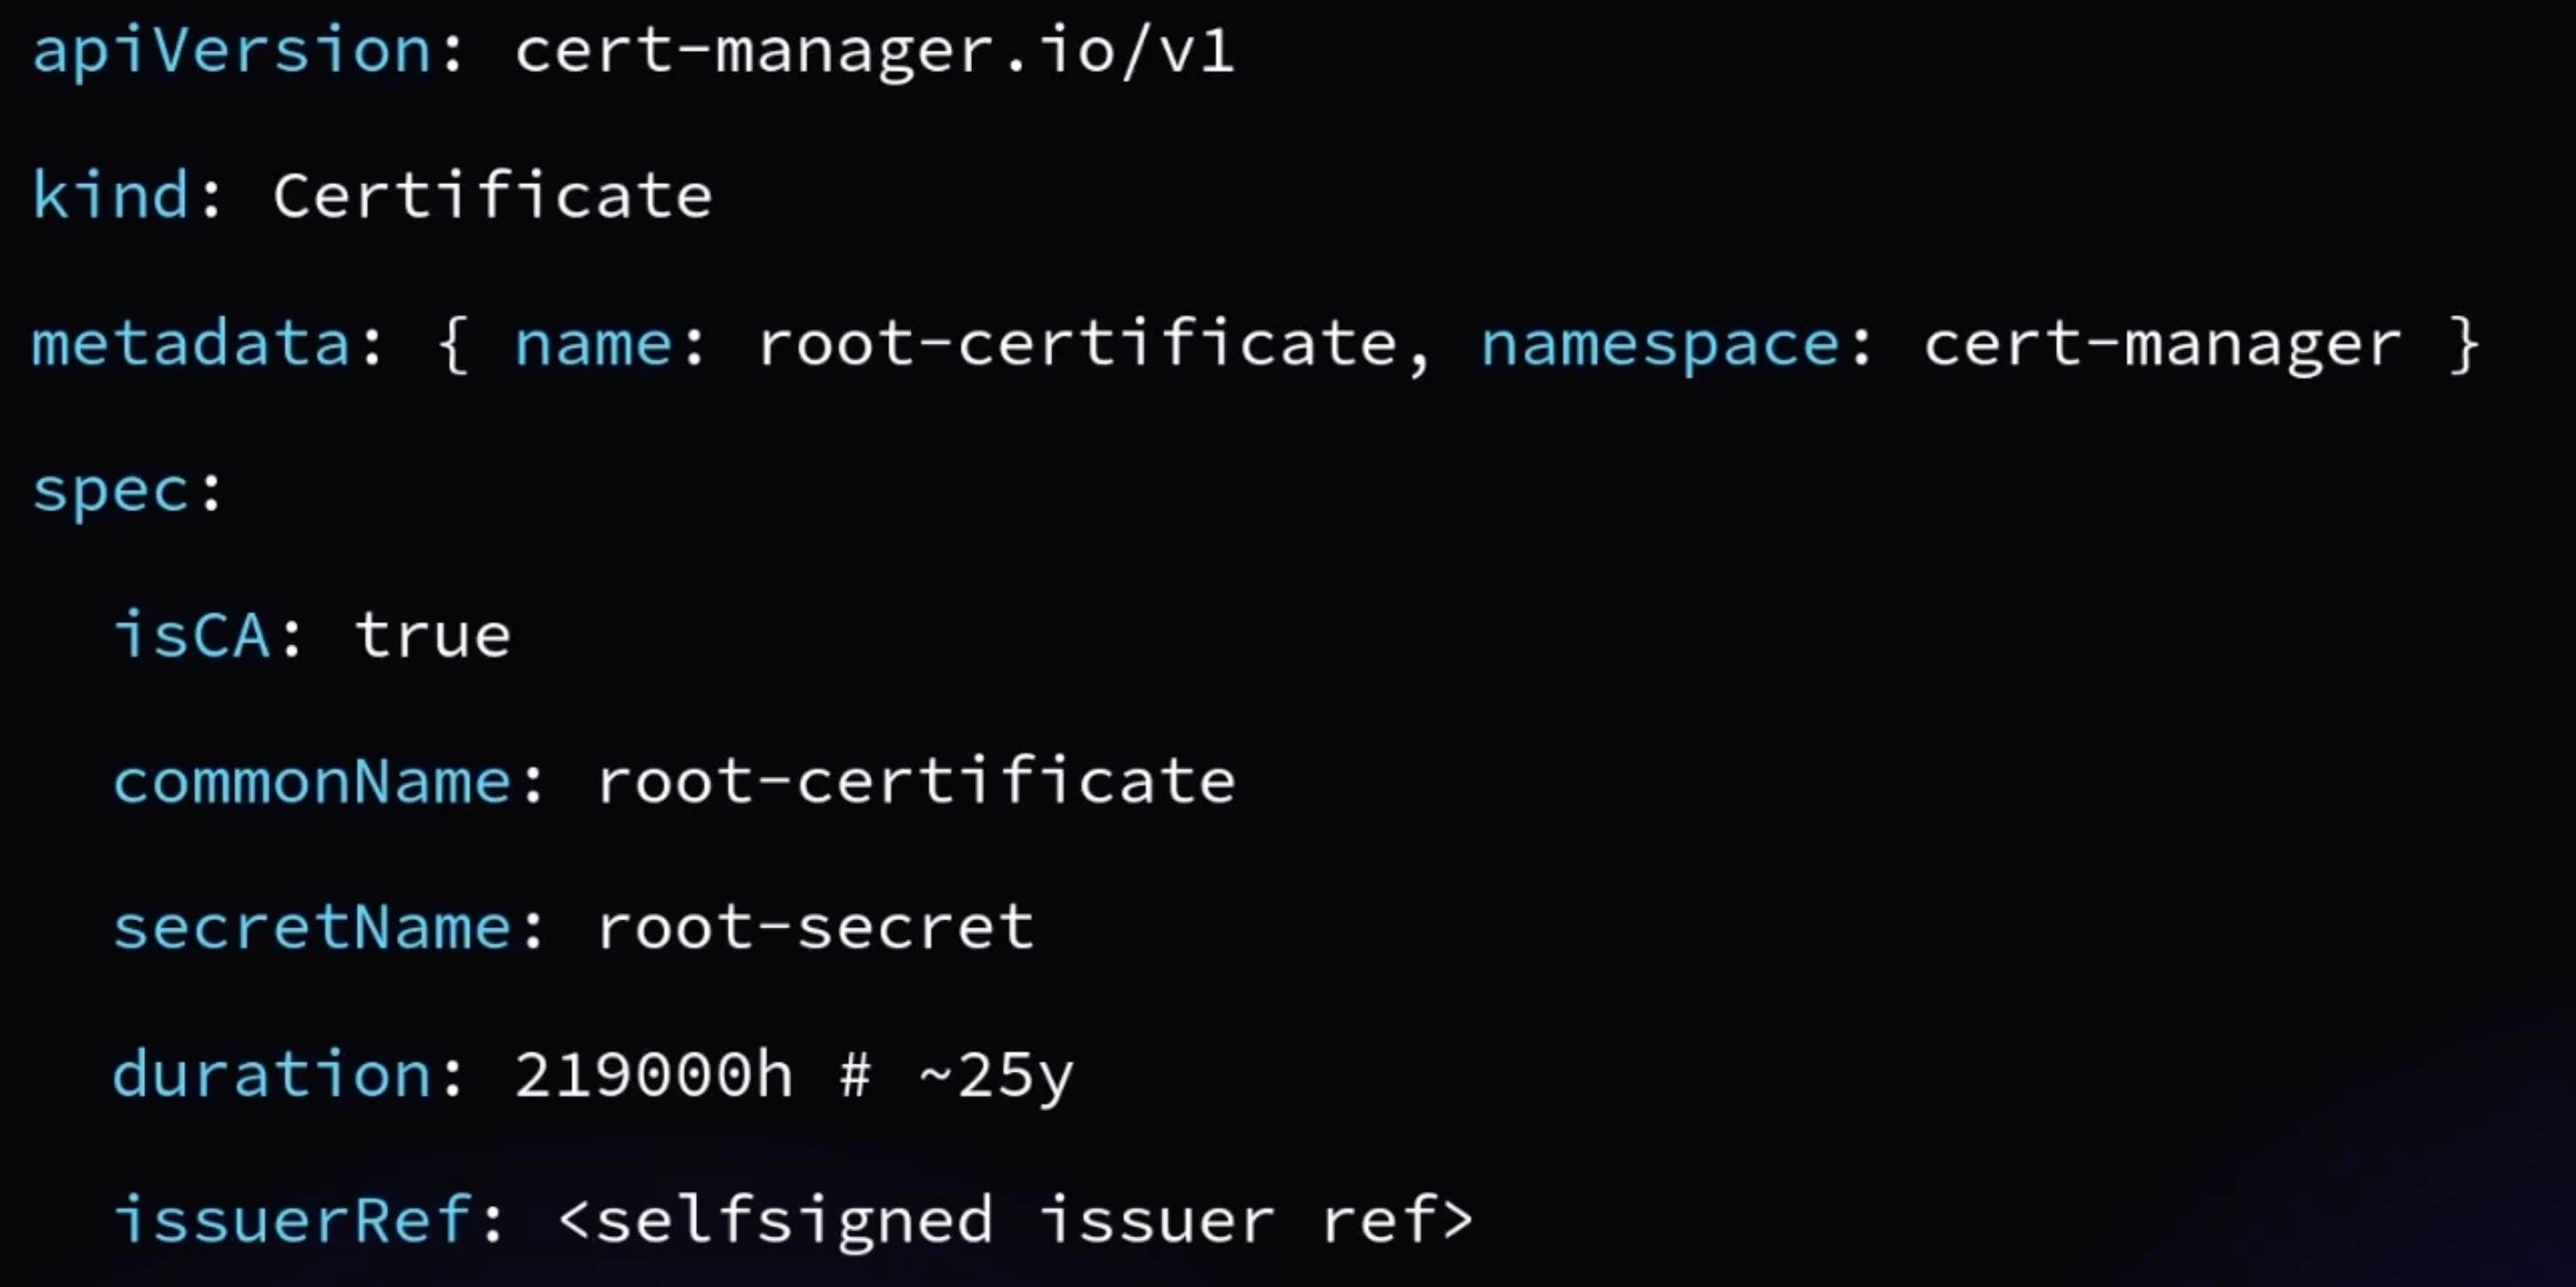 apiVersion: cert-manager.io/v1
kind: Certificate
metadata: { name: root-certificate, namespace: cert-manager }
spec:
  isCA: true
  commonName: root-certificate
  secretName: root-secret
  duration: 219000h # ~25y
  issuerRef: <selfsigned issuer ref>